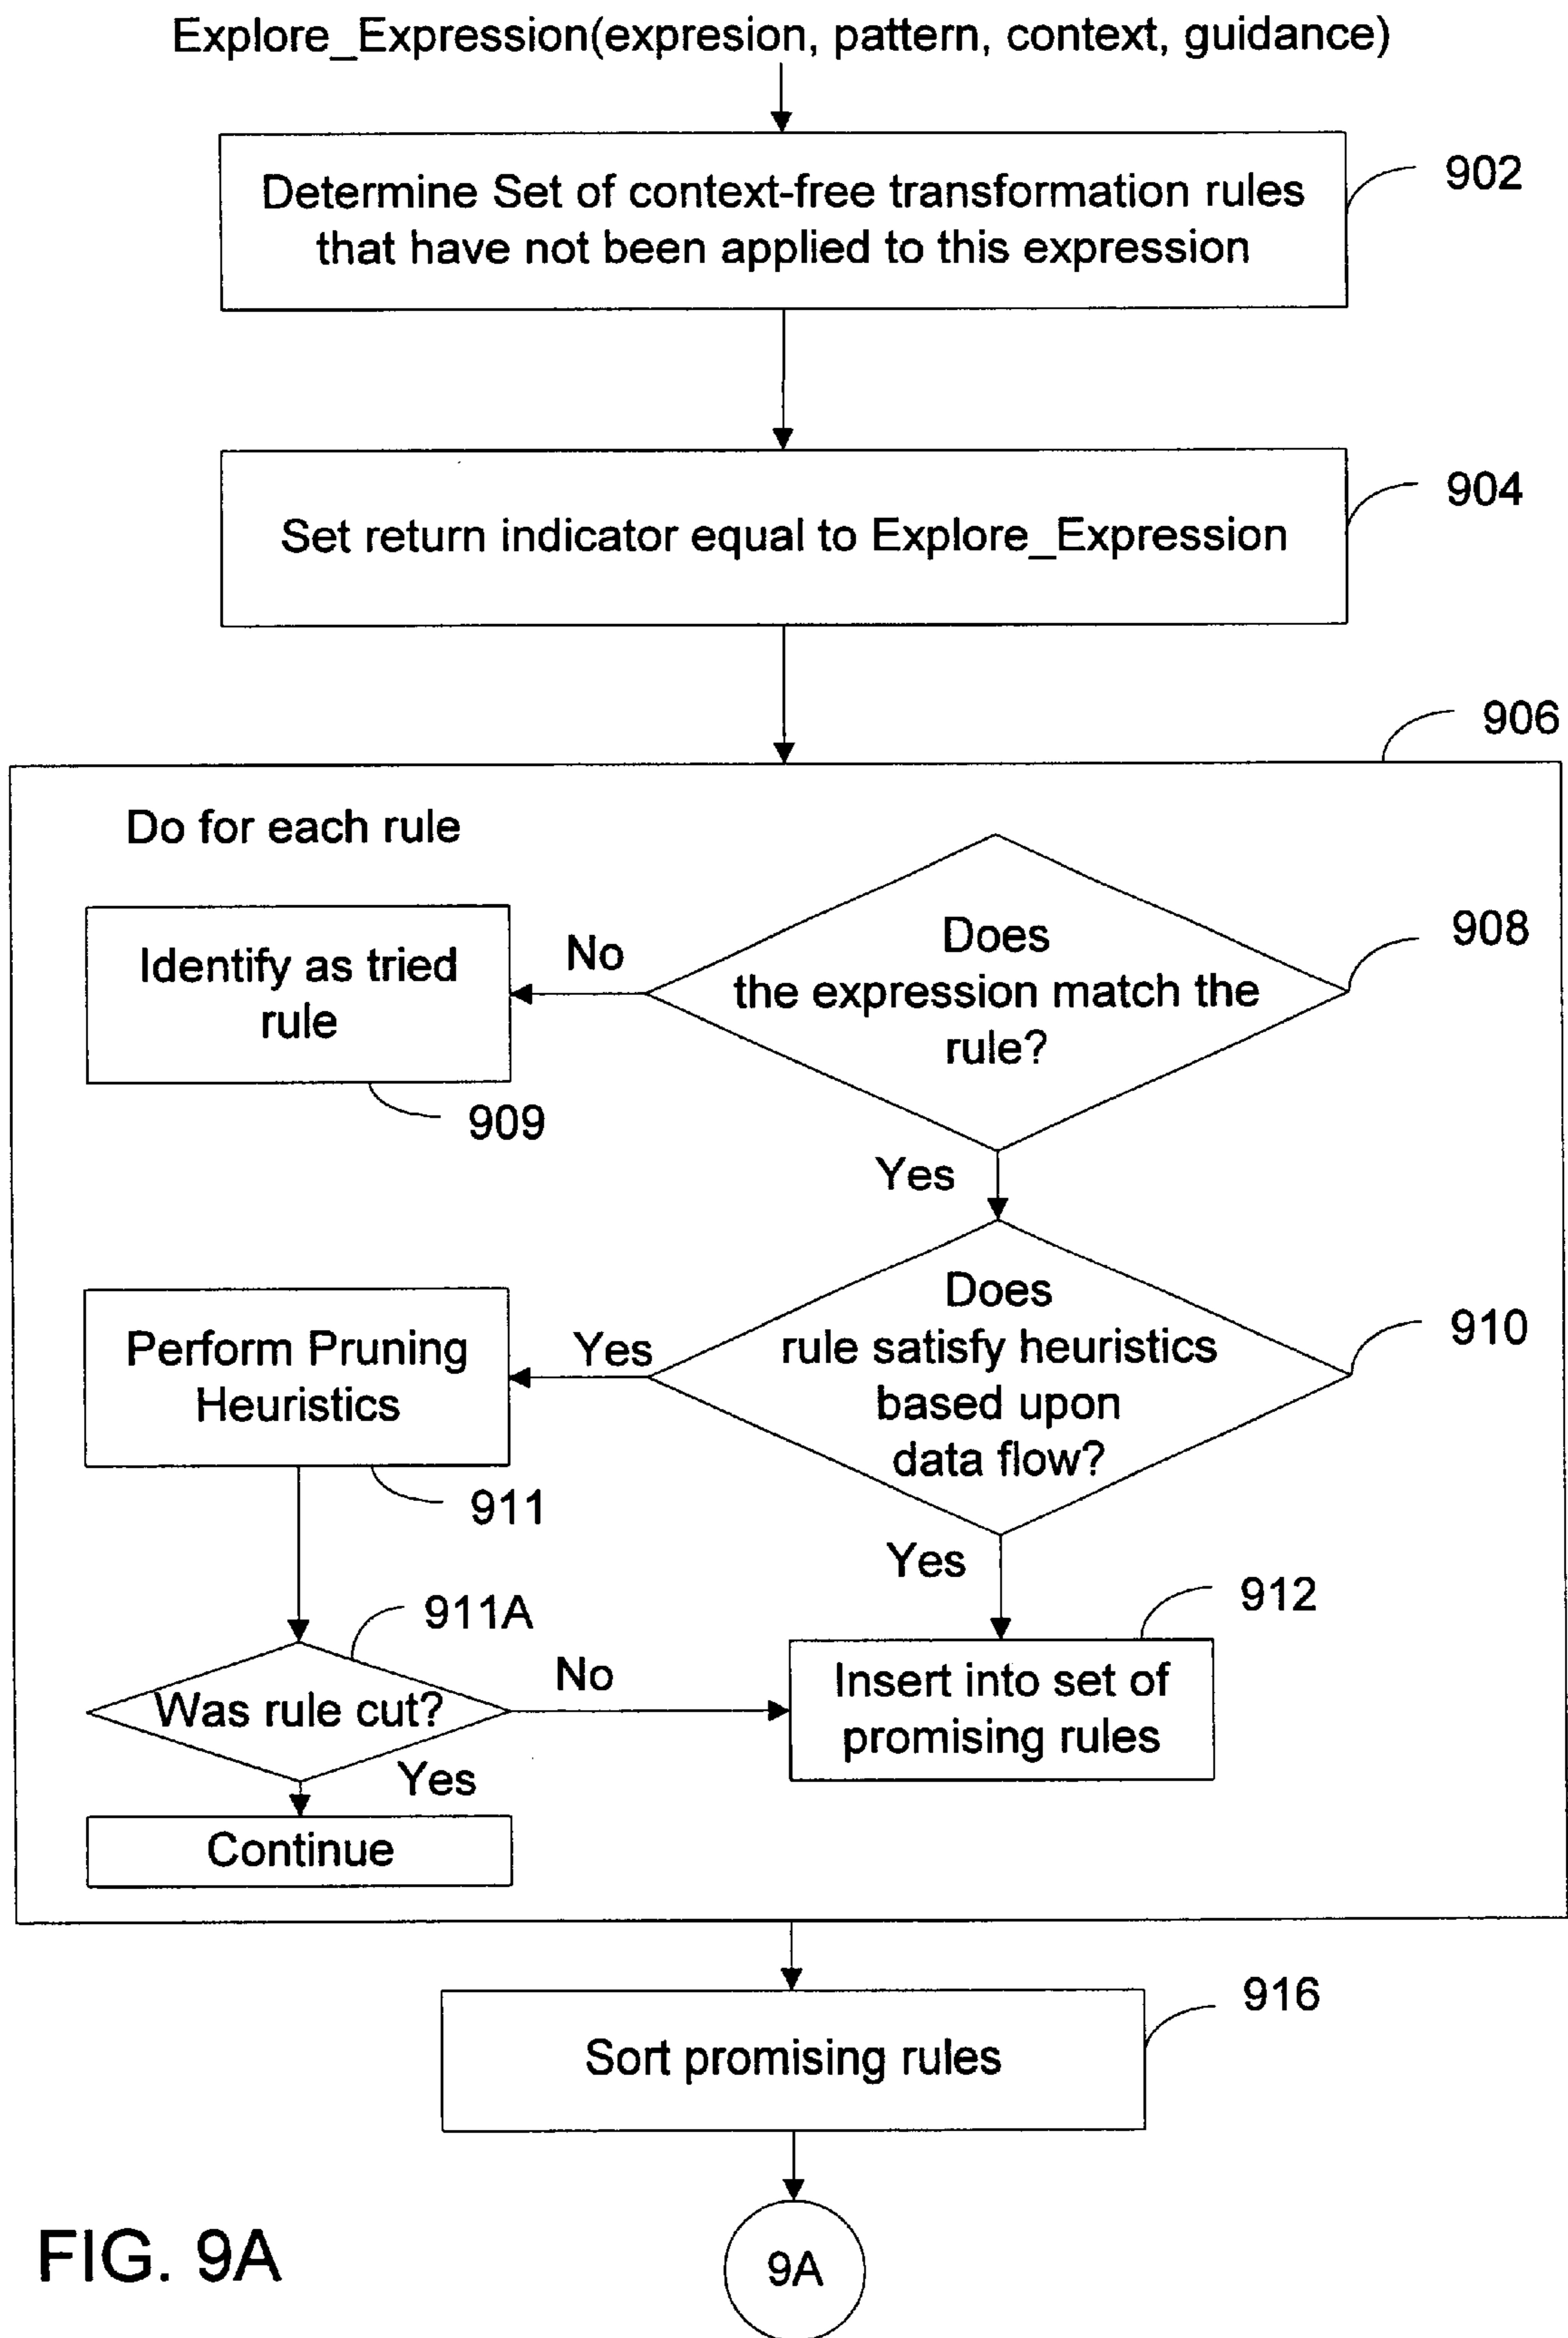 Explore_Expression(expresion, pattern, context, guidance)
Determine Set of context-free transformation rules
that have not been applied to this expression
902
Set return indicator equal to Explore_Expression
904
906
Do for each rule
Does
the expression match the
rule?
908
No
Identify as tried
rule
909
Yes
Does
rule satisfy heuristics
based upon
data flow?
910
Yes
Perform Pruning
Heuristics
911
Yes
911A
Was rule cut?
No
912
Insert into set of
promising rules
Yes
Continue
916
Sort promising rules
9A
FIG. 9A